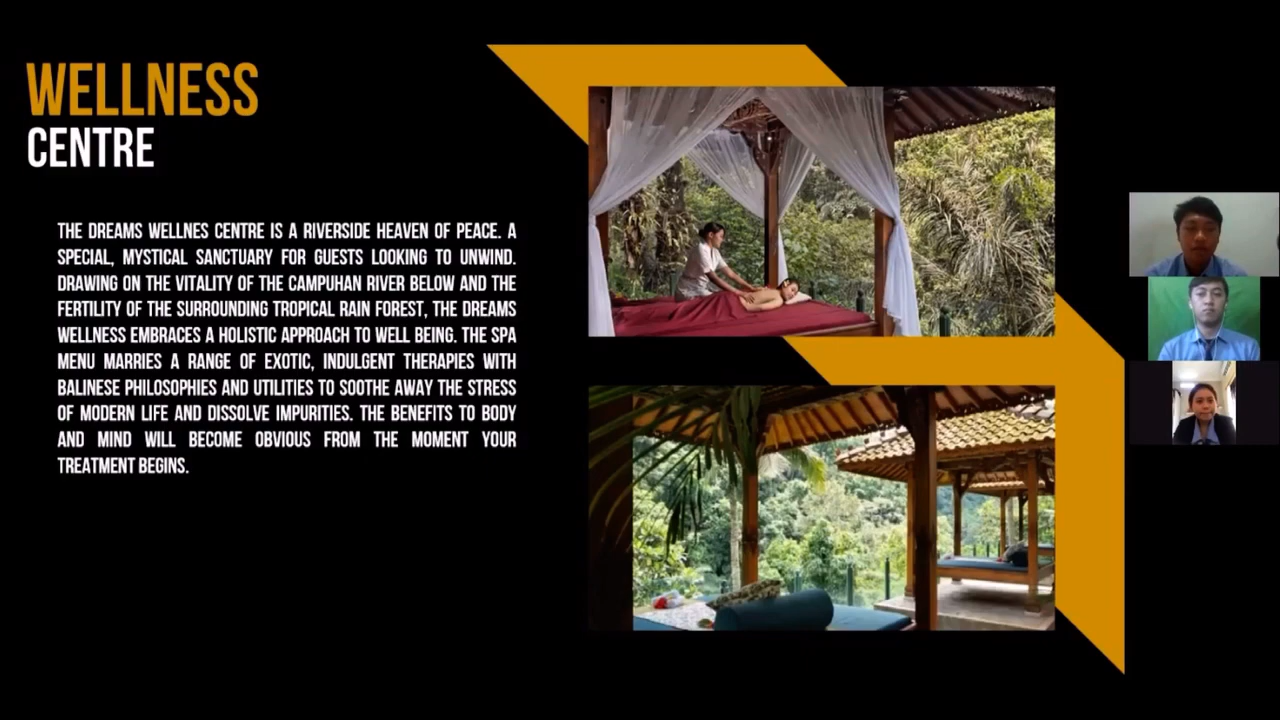 WELLNESS
CENTRE
THE DREAMS WELLNES CENTRE IS A RIVERSIDE HEAVEN OF PEACE. A
SPECIAL, MYSTICAL SANCTUARY FOR GUESTS LOOKING TO UNWIND.
DRAWING ON THE VITALITY OF THE CAMPUHAN RIVER BELOW AND THE
FERTILITY OF THE SURROUNDING TROPICAL RAIN FOREST, THE DREAMS
WELLNESS EMBRACES A HOLISTIC APPROACH TO WELL BEING. THE SPA
MENU MARRIES A RANGE OF EXOTIC, INDULGENT THERAPIES WITH
BALINESE PHILOSOPHIES AND UTILITIES TO SOOTHE AWAY THE STRESS
OF MODERN LIFE AND DISSOLVE IMPURITIES. THE BENEFITS TO BODY
AND MIND WILL BECOME OBVIOUS FROM THE MOMENT YOUR
TREATMENT BEGINS.